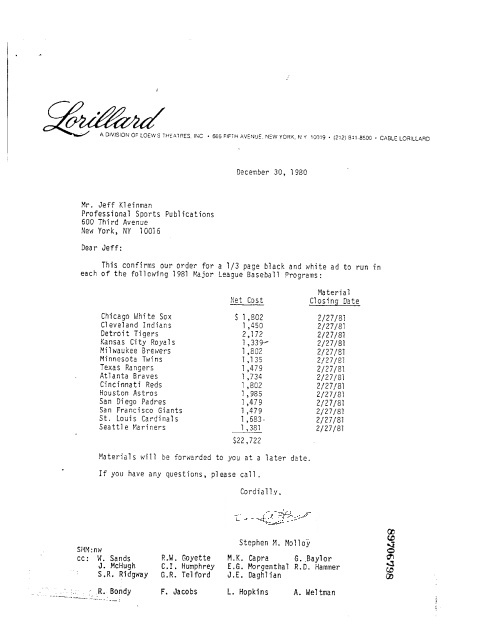 Lorillard
A DIVISION OF LOEWS THEATRES, INC. • 666 FIFTH AVENUE, NEW YORK, N.Y. 10019 • (212) 841-8500 • CABLE LORILLARD
December 30, 1980
Mr. Jeff Kleinman
Professional Sports Publications
600 Third Avenue
New York, NY 10016
Dear Jeff:
This confirms our order for a 1/3 page black and white ad to run in
each of the following 1981 Major League Baseball Programs:
Material
Net Cost Closing Date
Chicago White Sox $ 1,802 2/27/81
Cleveland Indians 1,450 2/27/81
Detroit Tigers 2,172 2/27/81
Kansas City Royals 1,339 2/27/81
Milwaukee Brewers 1,802 2/27/81
Minnesota Twins 1,135 2/27/81
Texas Rangers 1,479 2/27/81
Atlanta Braves 1,734 2/27/81
Cincinnati Reds 1,802 2/27/81
Houston Astros 1,985 2/27/81
San Diego Padres 1,479 2/27/81
San Francisco Giants 1,479 2/27/81
St. Louis Cardinals 1,683 2/27/81
Seattle Mariners 1,381 2/27/81
$22,722
Materials will be forwarded to you at a later date.
If you have any questions, please call.
Cordially,
Stephen M. Molloy
SMM:nw
cc: W. Sands R.W. Goyette M.K. Capra G. Baylor
J. McHugh C.I. Humphrey E.G. Morgenthal R.D. Hammer
S.R. Ridgway G.R. Telford J.E. Daghlian
R. Bondy F. Jacobs L. Hopkins A. Weltman
89706798